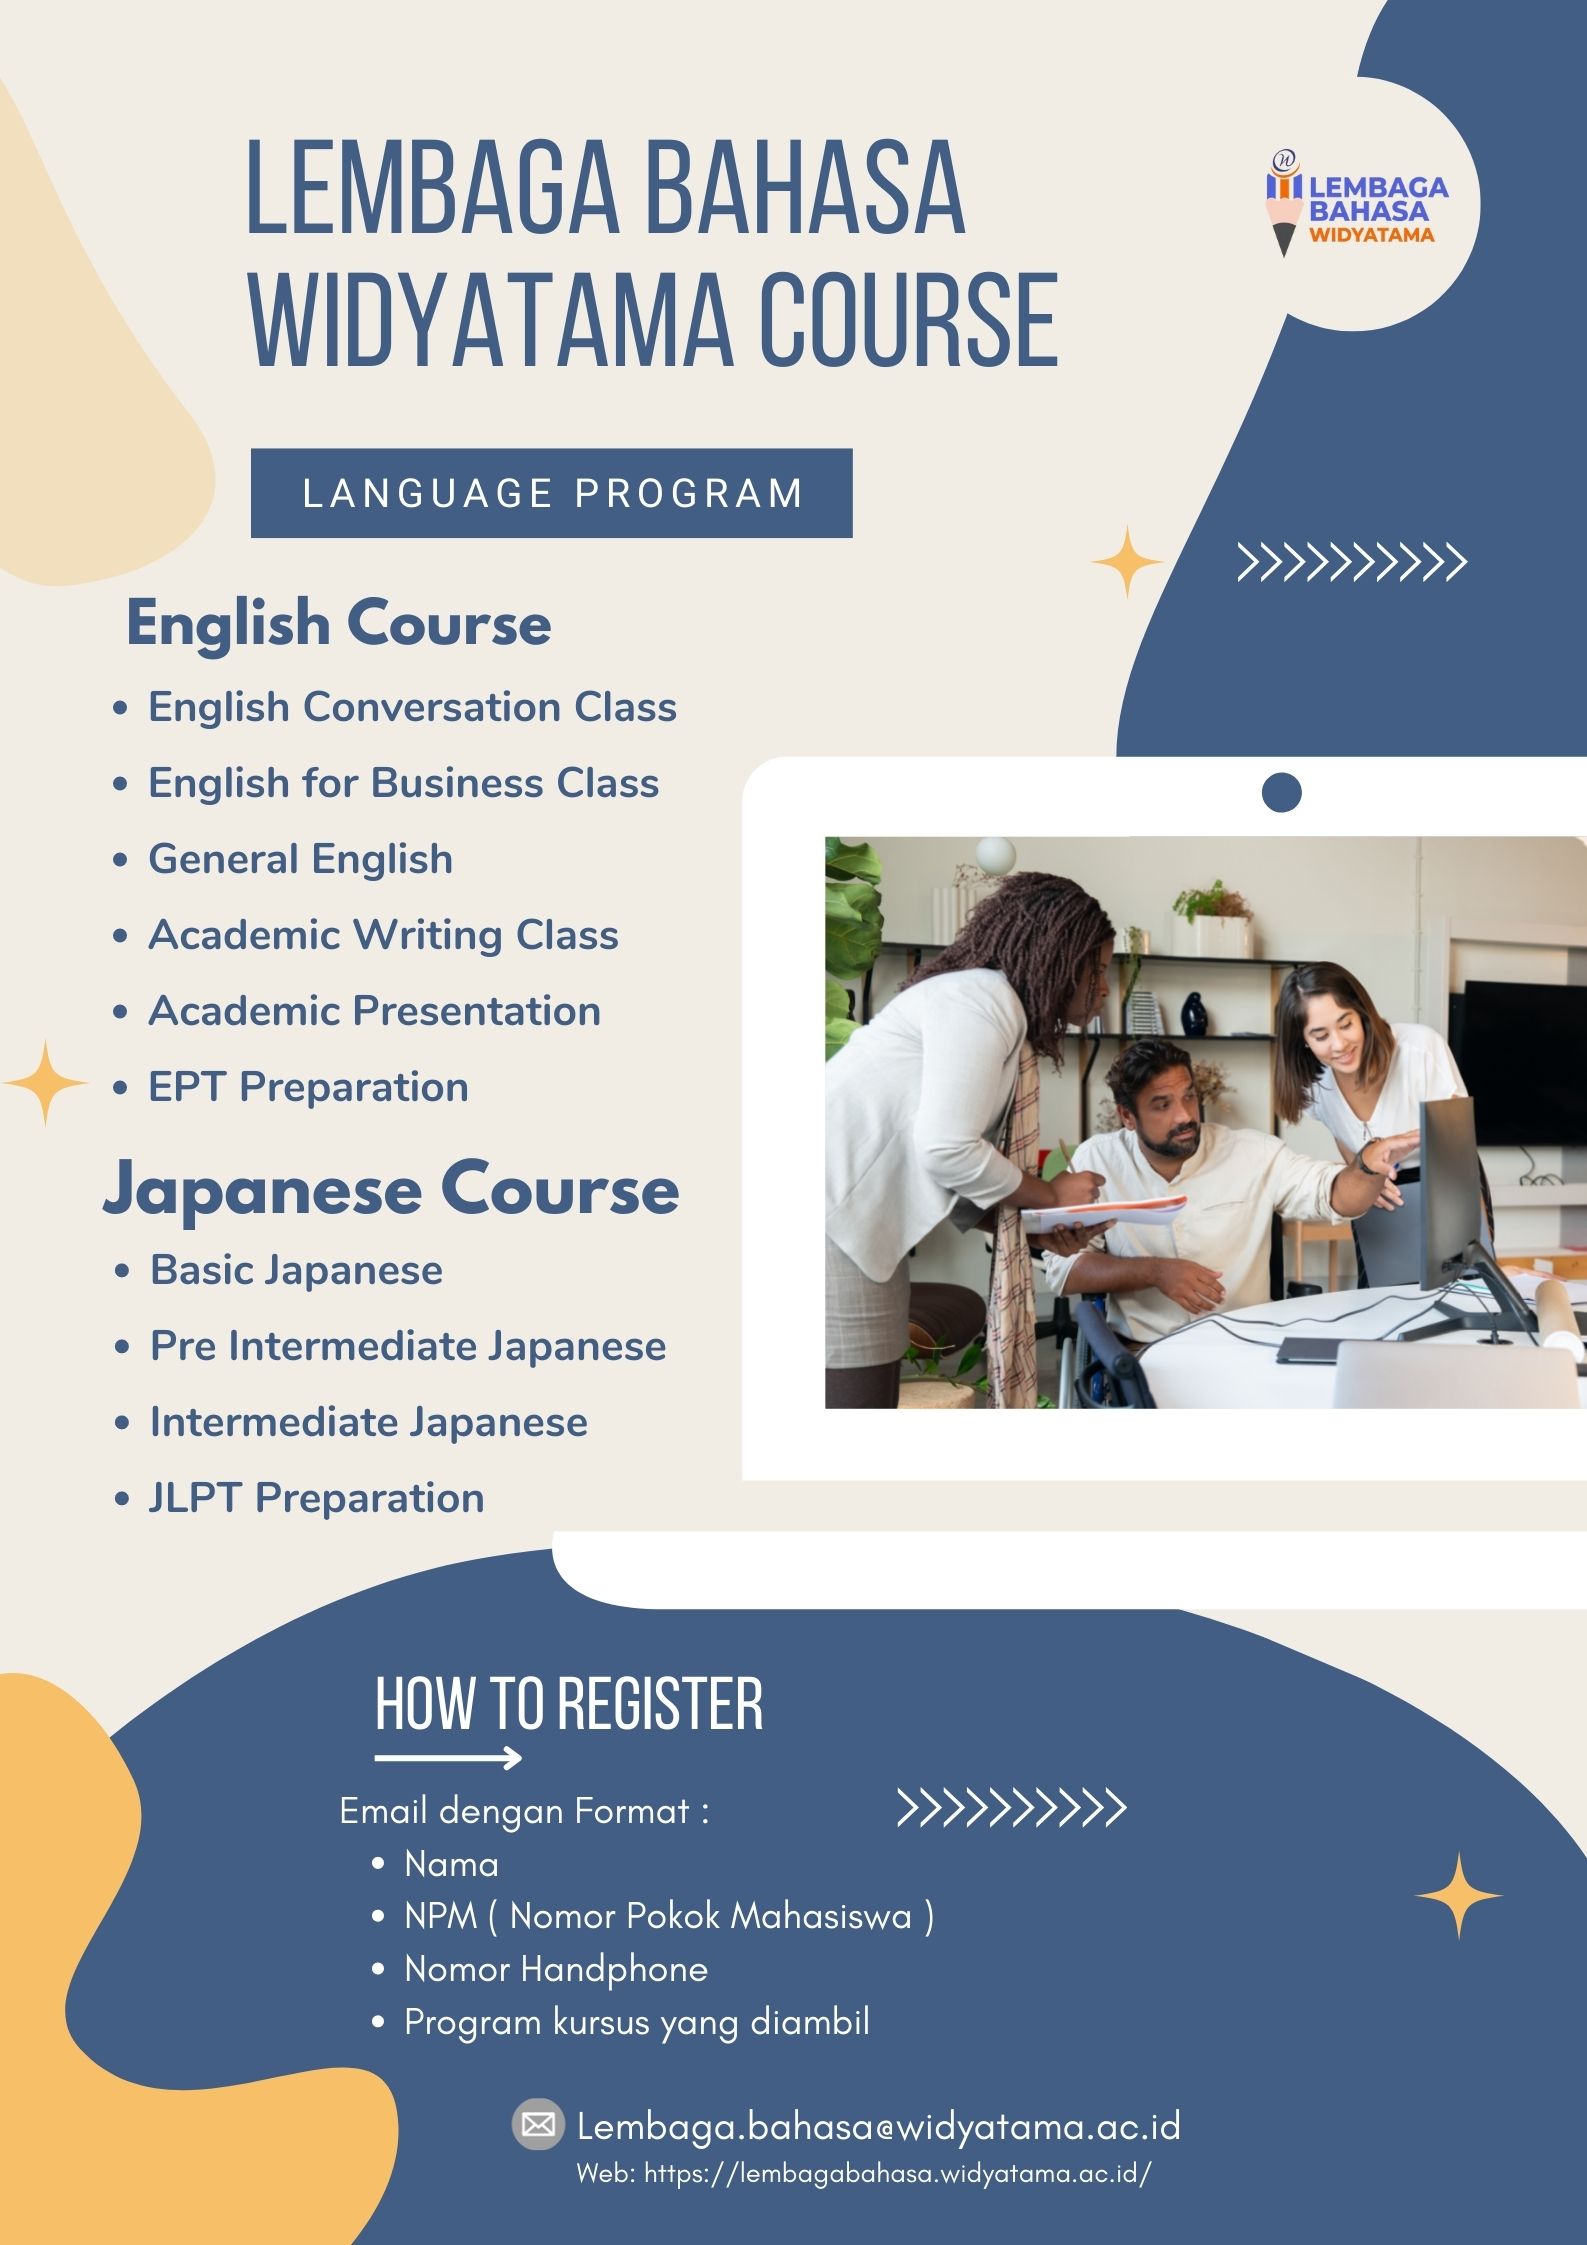 LEMBAGA BAHASA
WIDYATAMA COURSE
LEMBAGA
BAHASA
WIDYATAMA
LANGUAGE PROGRAM
English Course
• English Conversation Class
• English for Business Class
• General English
• Academic Writing Class
• Academic Presentation
• EPT Preparation
Japanese Course
• Basic Japanese
• Pre Intermediate Japanese
• Intermediate Japanese
• JLPT Preparation
HOW TO REGISTER
Email dengan Format :
• Nama
• NPM ( Nomor Pokok Mahasiswa )
• Nomor Handphone
• Program kursus yang diambil
Lembaga.bahasa@widyatama.ac.id
Web: https://lembagabahasa.widyatama.ac.id/